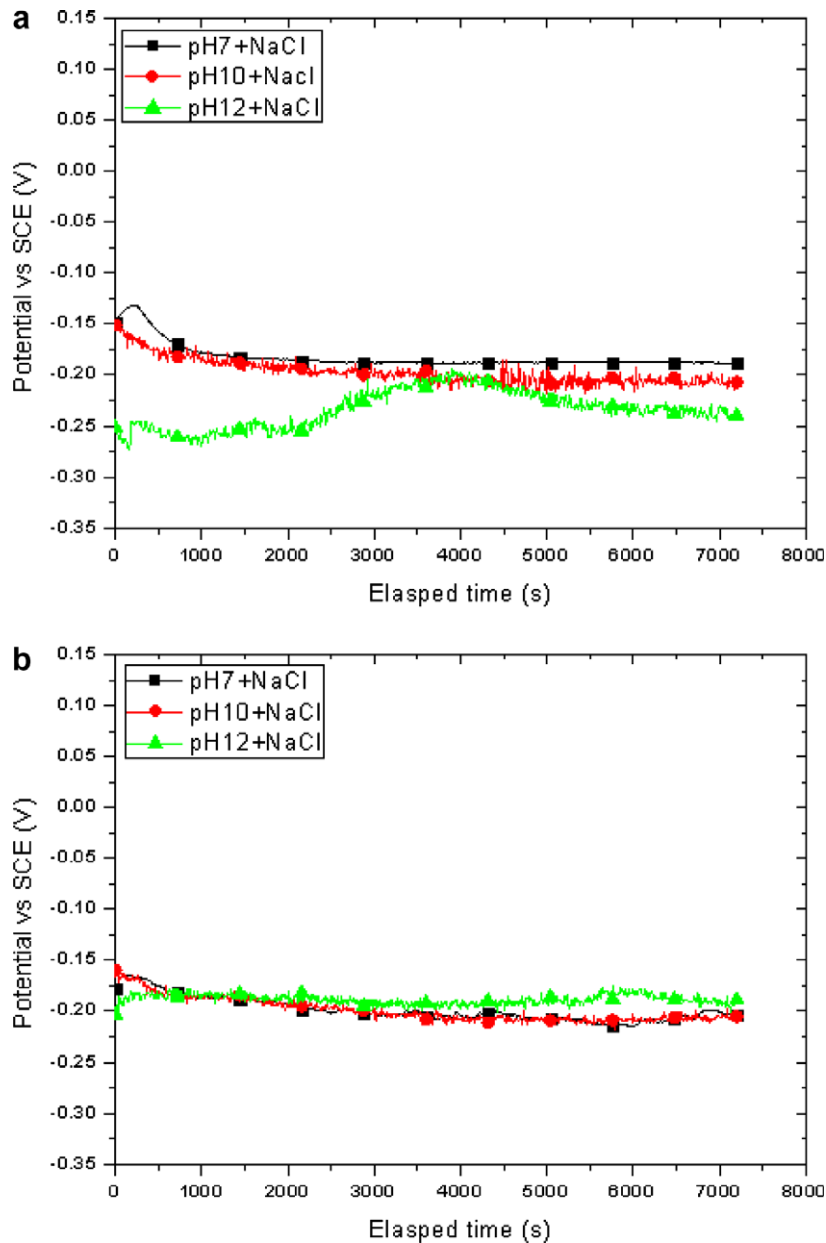 a
pH7+NaCl
pH10+Nacl
pH12+NaCl
0.15
0.10
0.05
0.00
-0.05
-0.10
-0.15
-0.20
-0.25
-0.30
-0.35
Potential vs SCE (V)
0 1000 2000 3000 4000 5000 6000 7000 8000
Elasped time (s)
b
pH7+NaCl
pH10+NaCl
pH12+NaCl
0.15
0.10
0.05
0.00
-0.05
-0.10
-0.15
-0.20
-0.25
-0.30
-0.35
Potential vs SCE (V)
0 1000 2000 3000 4000 5000 6000 7000 8000
Elasped time (s)